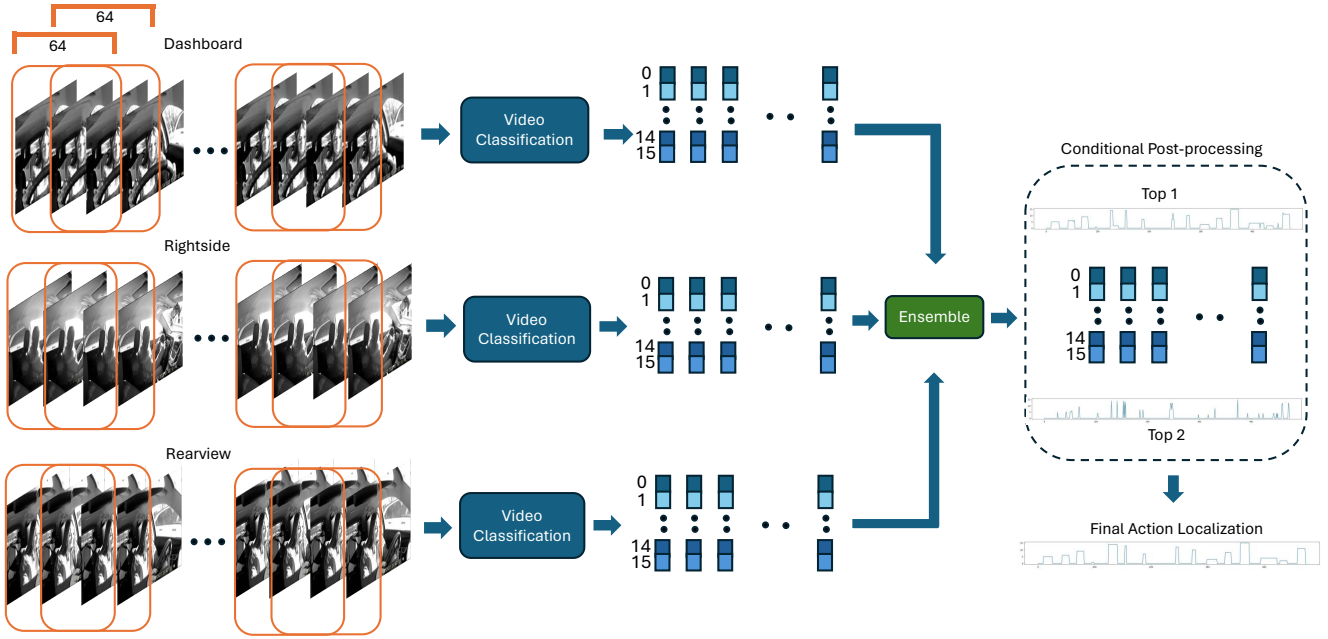 64
64
Dashboard
Video
Classification
0
1
14
15
Rightside
Video
Classification
0
1
14
15
Rearview
Video
Classification
0
1
14
15
Ensemble
Conditional Post-processing
Top 1
0
1
14
15
Top 2
Final Action Localization